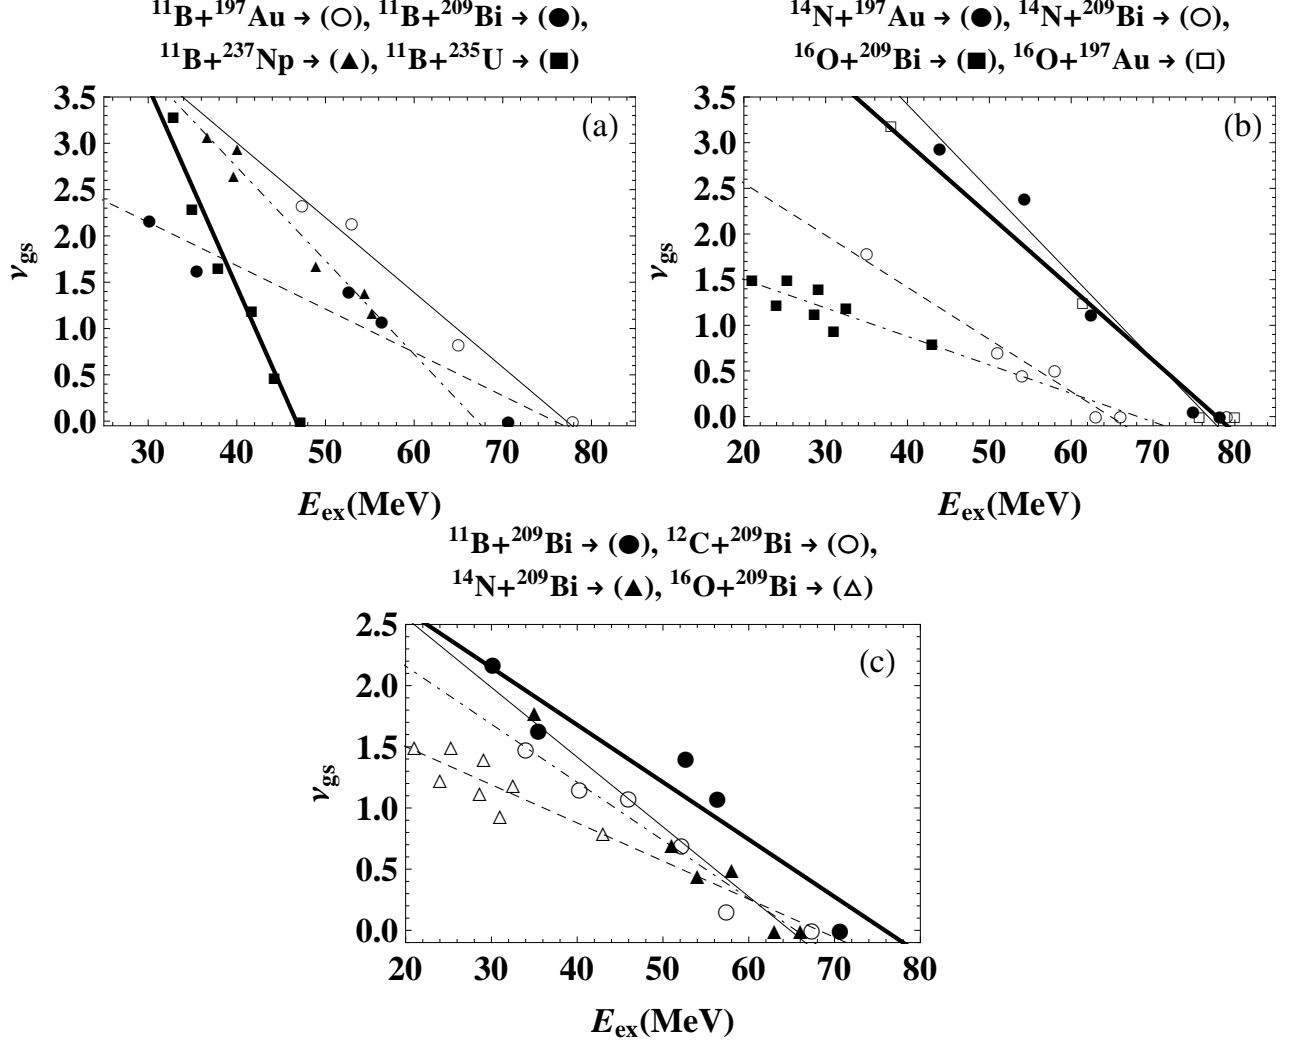 ¹¹B+¹⁹⁷Au → (○), ¹¹B+²⁰⁹Bi → (●),
¹¹B+²³⁷Np → (▲), ¹¹B+²³⁵U → (■)
¹⁴N+¹⁹⁷Au → (●), ¹⁴N+²⁰⁹Bi → (○),
¹⁶O+²⁰⁹Bi → (■), ¹⁶O+¹⁹⁷Au → (□)
(a)
3.5
3.0
2.5
2.0
1.5
1.0
0.5
0.0
ν_gs
30 40 50 60 70 80
E_ex(MeV)
(b)
3.5
3.0
2.5
2.0
1.5
1.0
0.5
0.0
ν_gs
20 30 40 50 60 70 80
E_ex(MeV)
¹¹B+²⁰⁹Bi → (●), ¹²C+²⁰⁹Bi → (○),
¹⁴N+²⁰⁹Bi → (▲), ¹⁶O+²⁰⁹Bi → (△)
(c)
2.5
2.0
1.5
1.0
0.5
0.0
ν_gs
20 30 40 50 60 70 80
E_ex(MeV)